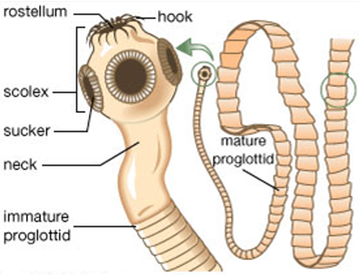 rostellum
hook
scolex
sucker
neck
mature
proglottid
immature
proglottid